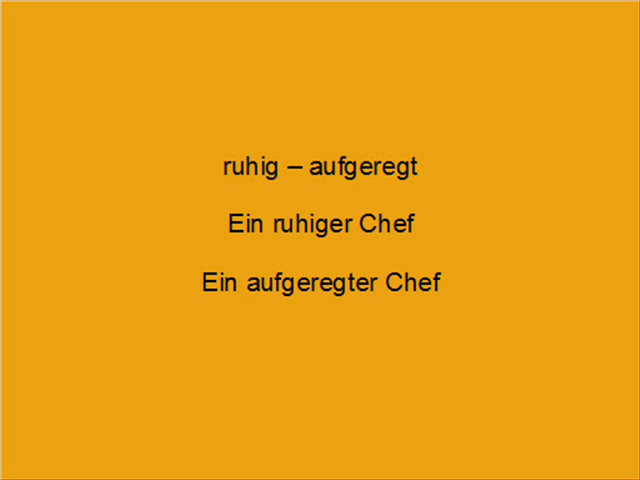 ruhig – aufgeregt
Ein ruhiger Chef
Ein aufgeregter Chef